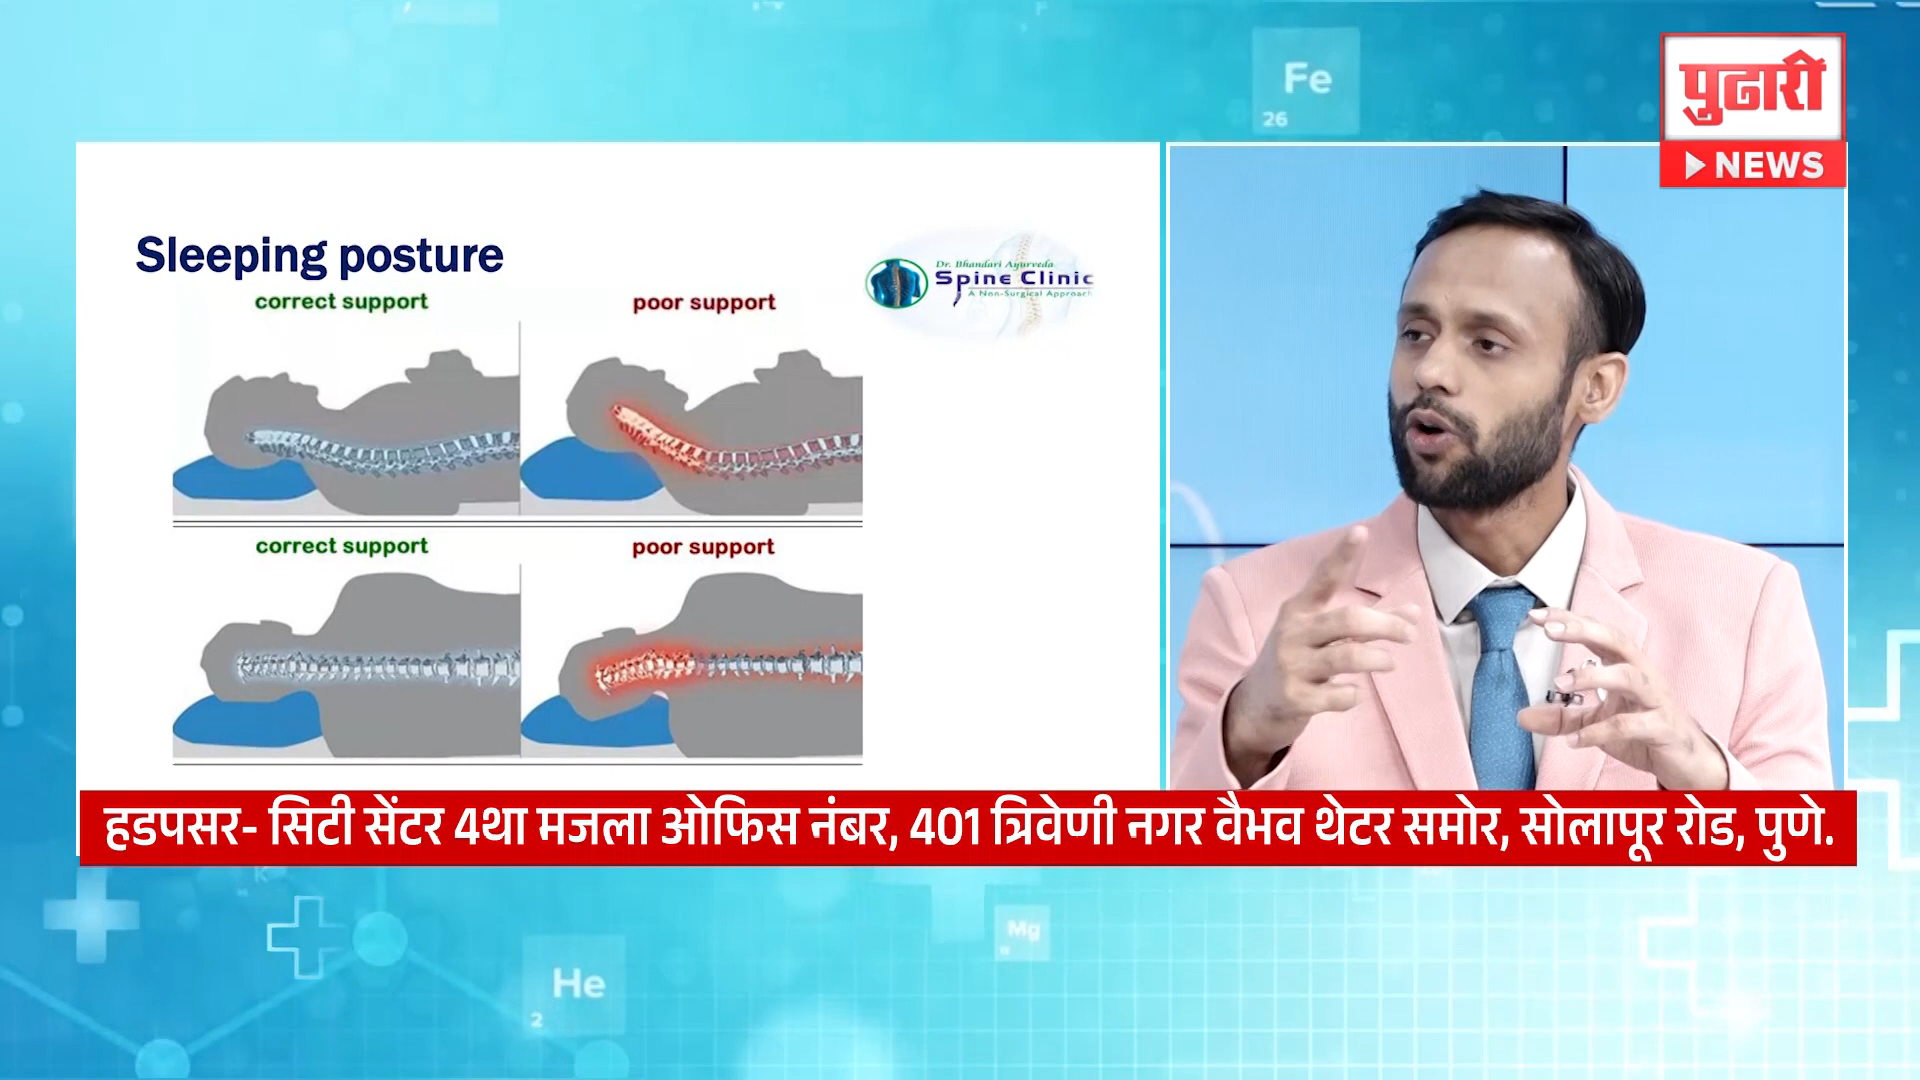 Fe
26
पुढारी
NEWS
Sleeping posture
Dr. Bhandari Ayurveda
Spine Clinic
A Non-Surgical Approach
correct support
poor support
correct support
poor support
हडपसर- सिटी सेंटर 4था मजला ओफिस नंबर, 401 त्रिवेणी नगर वैभव थेटर समोर, सोलापूर रोड, पुणे.
K
Mg
He
2